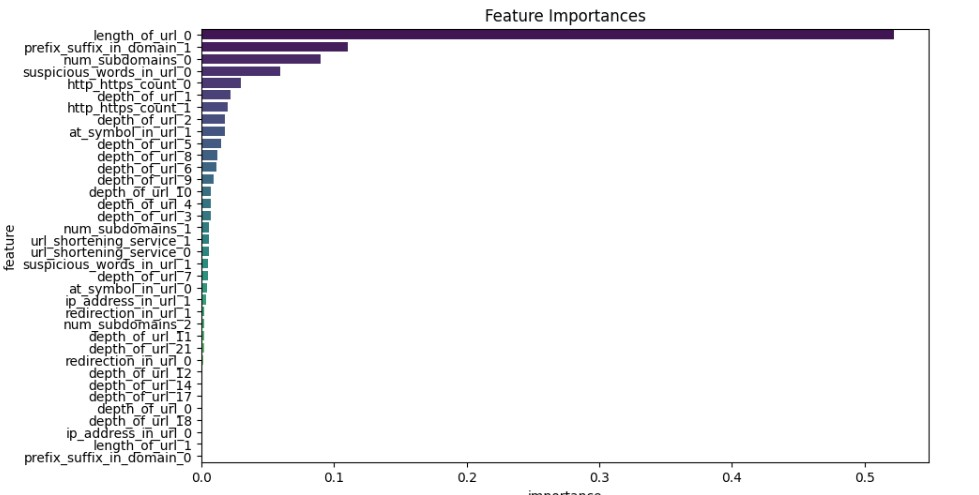 Feature Importances
length_of_url_0
prefix_suffix_in_domain_1
num_subdomains_0
suspicious_words_in_url_0
http_https_count_0
depth_of_url_1
http_https_count_1
depth_of_url_2
at_symbol_in_url_1
depth_of_url_5
depth_of_url_8
depth_of_url_6
depth_of_url_9
depth_of_url_10
depth_of_url_4
depth_of_url_3
num_subdomains_1
url_shortening_service_1
url_shortening_service_0
suspicious_words_in_url_1
depth_of_url_7
at_symbol_in_url_0
ip_address_in_url_1
redirection_in_url_1
num_subdomains_2
depth_of_url_11
depth_of_url_21
redirection_in_url_0
depth_of_url_12
depth_of_url_14
depth_of_url_17
depth_of_url_0
depth_of_url_18
ip_address_in_url_0
length_of_url_1
prefix_suffix_in_domain_0
feature
0.0 0.1 0.2 0.3 0.4 0.5
importance